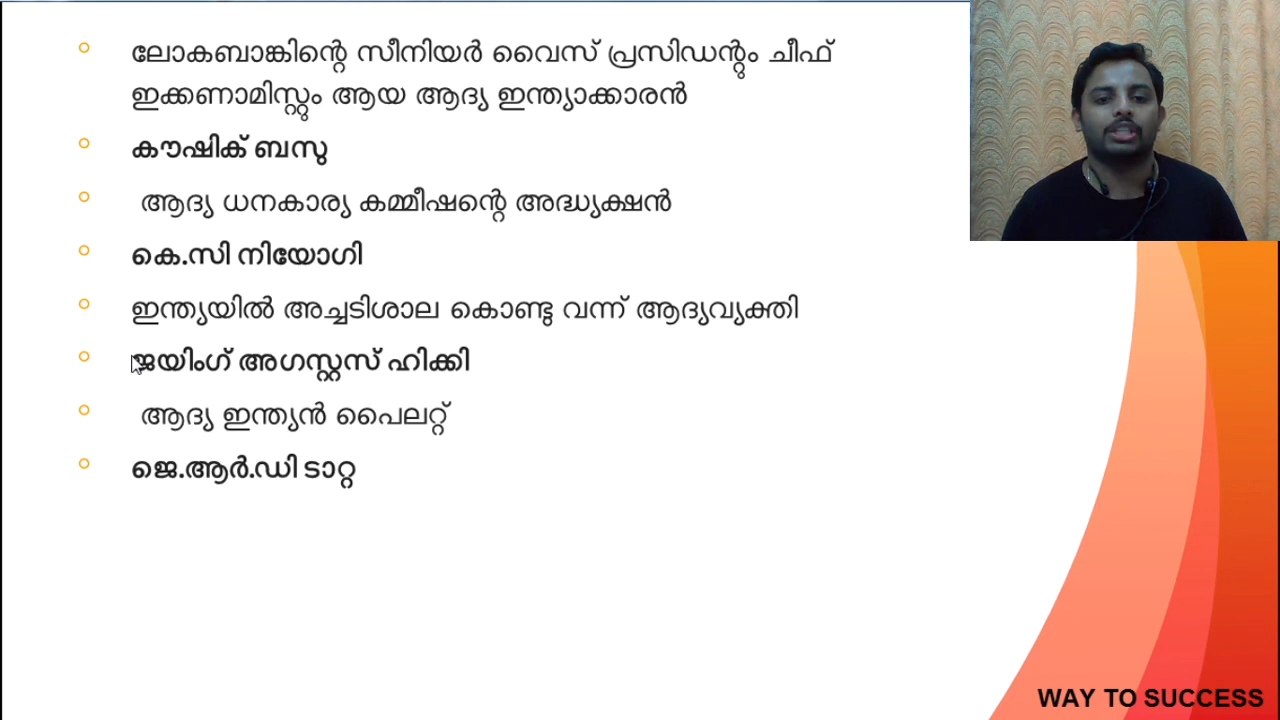 ലോകബാങ്കിന്റെ സീനിയർ വൈസ് പ്രസിഡന്റും ചീഫ്
ഇക്കണാമിസ്റ്റും ആയ ആദ്യ ഇന്ത്യാക്കാരൻ
കൗഷിക് ബസു
ആദ്യ ധനകാര്യ കമ്മീഷന്റെ അദ്ധ്യക്ഷൻ
കെ.സി നിയോഗി
ഇന്ത്യയിൽ അച്ചടിശാല കൊണ്ടു വന്ന് ആദ്യവ്യക്തി
ജയിംഗ് അഗസ്റ്റസ് ഹിക്കി
ആദ്യ ഇന്ത്യൻ പൈലറ്റ്
ജെ.ആർ.ഡി ടാറ്റ
WAY TO SUCCESS